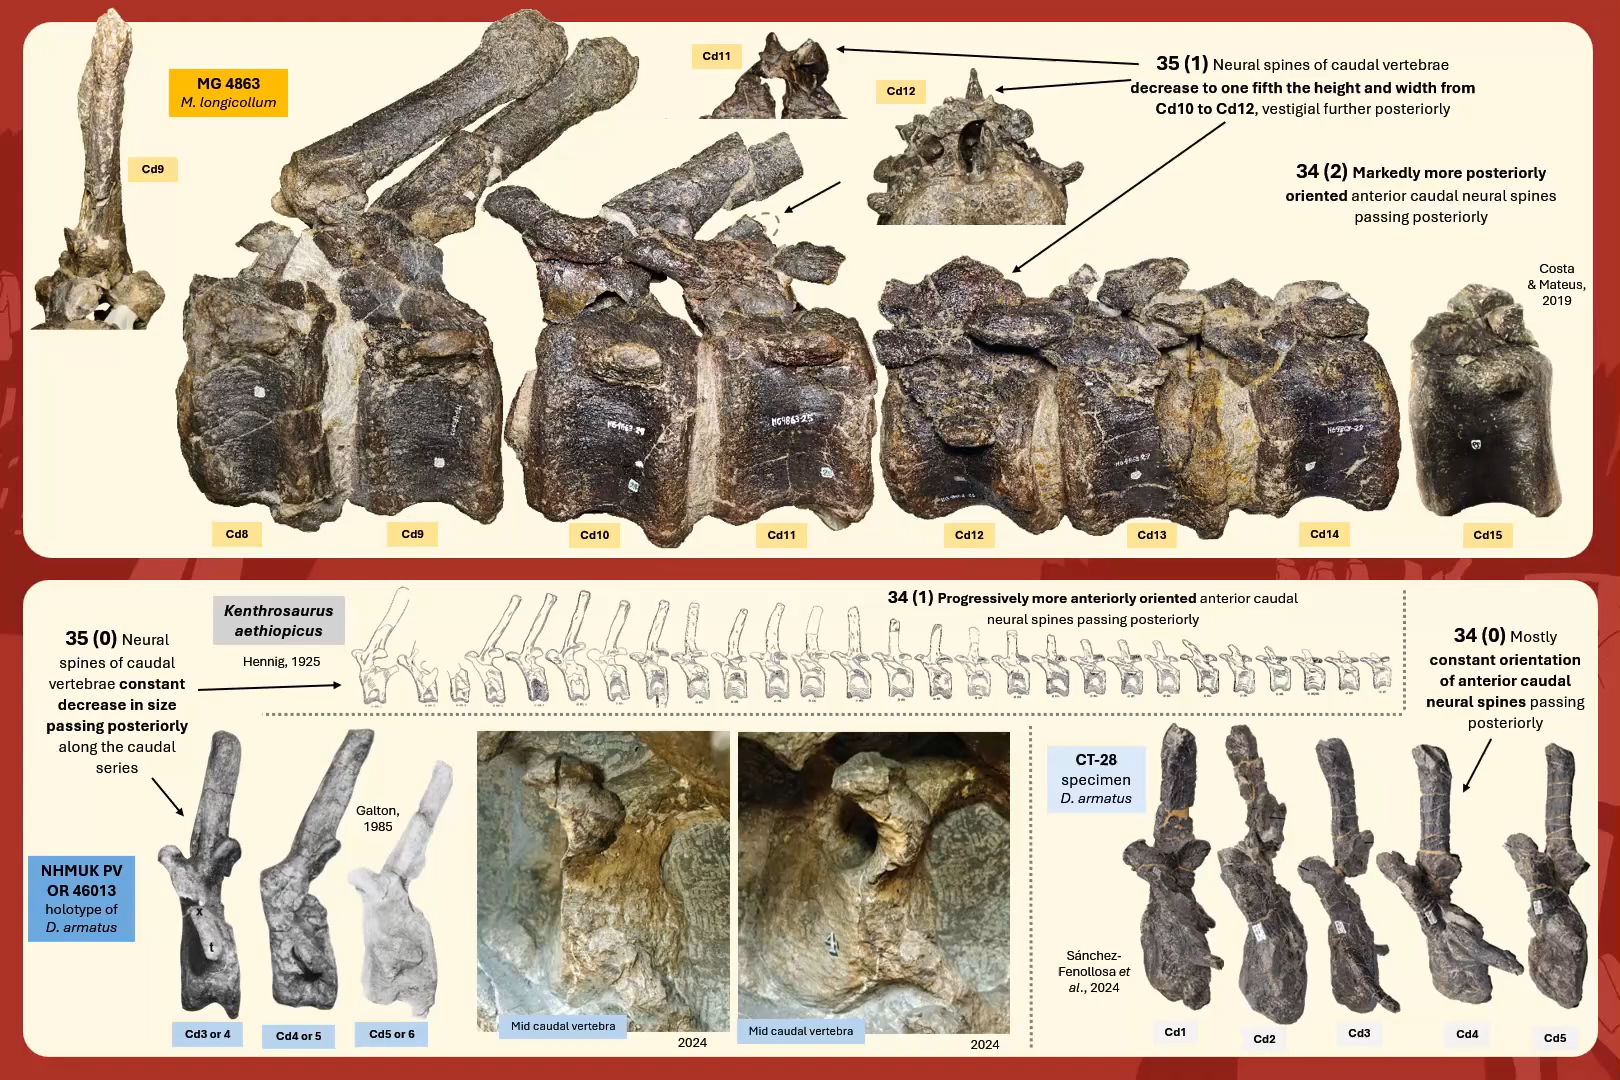 MG 4863
M. longicollum
Cd9
Cd11
Cd12
35 (1) Neural spines of caudal vertebrae
decrease to one fifth the height and width from
Cd10 to Cd12, vestigial further posteriorly
34 (2) Markedly more posteriorly
oriented anterior caudal neural spines
passing posteriorly
Costa
& Mateus,
2019
MG4863-25
Cd8
Cd9
Cd10
Cd11
Cd12
Cd13
Cd14
Cd15
35 (0) Neural
spines of caudal
vertebrae constant
decrease in size
passing posteriorly
along the caudal
series
Kenthrosaurus
aethiopicus
Hennig, 1925
34 (1) Progressively more anteriorly oriented anterior caudal
neural spines passing posteriorly
34 (0) Mostly
constant orientation
of anterior caudal
neural spines passing
posteriorly
NHMUK PV
OR 46013
holotype of
D. armatus
x
t
Galton,
1985
Cd3 or 4
Cd4 or 5
Cd5 or 6
4
Mid caudal vertebra
2024
Mid caudal vertebra
2024
CT-28
specimen
D. armatus
Sánchez-
Fenollosa et
al., 2024
Cd1
Cd2
Cd3
Cd4
Cd5